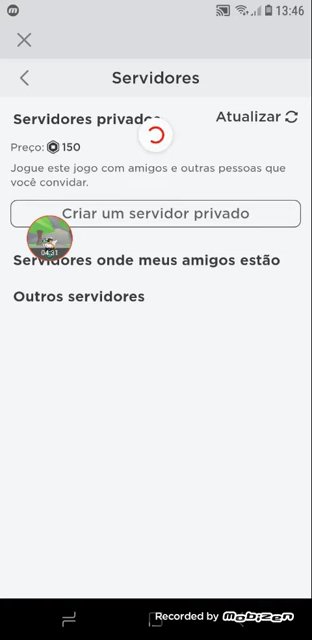 13:46
Servidores
Servidores privados
Atualizar
Preço: 150
Jogue este jogo com amigos e outras pessoas que
você convidar.
Criar um servidor privado
04:31
Servidores onde meus amigos estão
Outros servidores
Recorded by mobizen